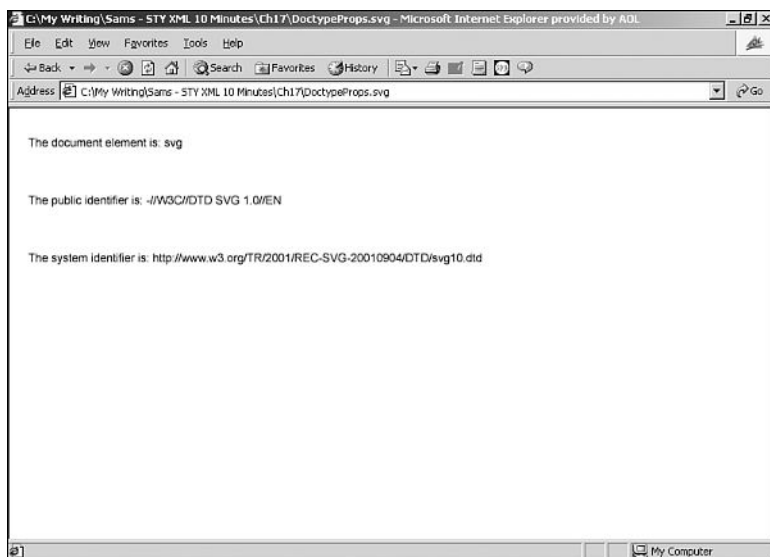 C:\My Writing\Sams - STY XML 10 Minutes\Ch17\DoctypeProps.svg - Microsoft Internet Explorer provided by AOL
File Edit View Favorites Tools Help
Back Search Favorites History
Address C:\My Writing\Sams - STY XML 10 Minutes\Ch17\DoctypeProps.svg Go
The document element is: svg
The public identifier is: -//W3C//DTD SVG 1.0//EN
The system identifier is: http://www.w3.org/TR/2001/REC-SVG-20010904/DTD/svg10.dtd
My Computer